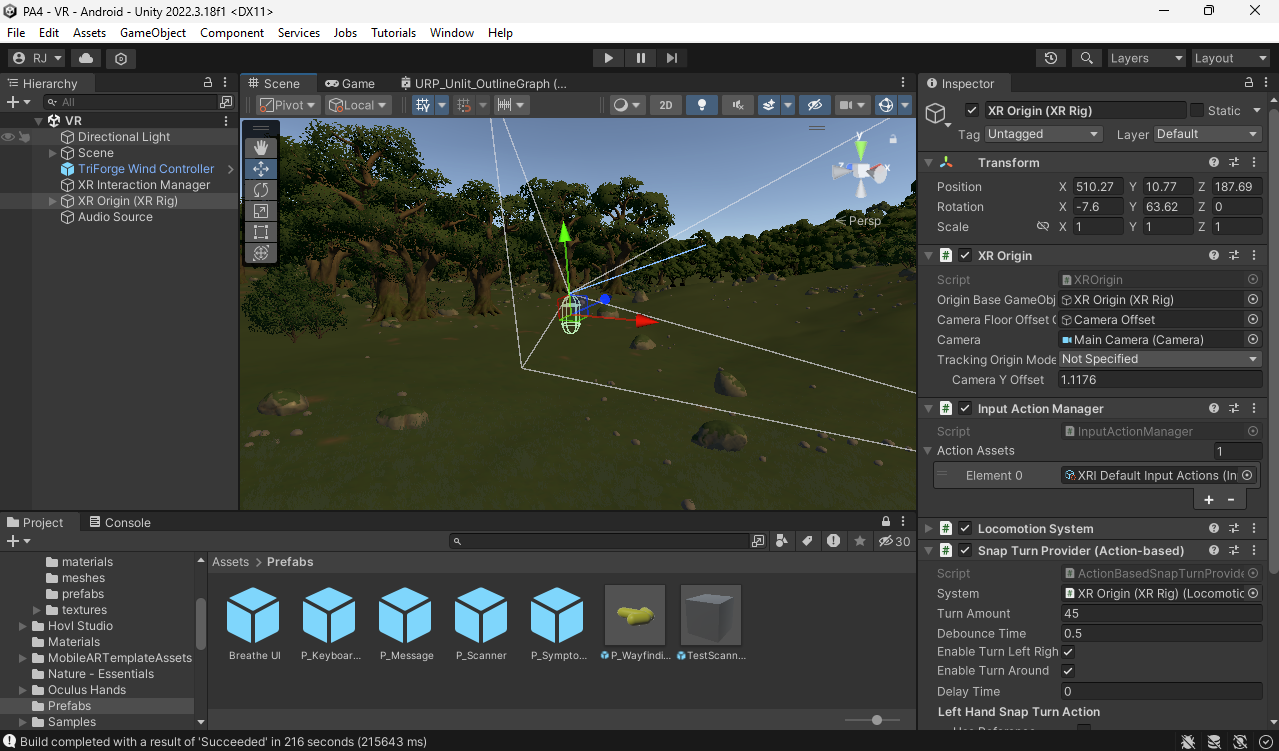 PA4 - VR - Android - Unity 2022.3.18f1 <DX11>
File Edit Assets GameObject Component Services Jobs Tutorials Window Help
RJ Layers Layout
Hierarchy
All
VR
Directional Light
Scene
TriForge Wind Controller
XR Interaction Manager
XR Origin (XR Rig)
Audio Source
Scene Game URP_Unlit_OutlineGraph (...
Pivot Local 2D
y
z x
Persp
Inspector
XR Origin (XR Rig) Static
Tag Untagged Layer Default
Transform
Position X 510.27 Y 10.77 Z 187.69
Rotation X -7.6 Y 63.62 Z 0
Scale X 1 Y 1 Z 1
XR Origin
Script XROrigin
Origin Base GameObj XR Origin (XR Rig)
Camera Floor Offset Camera Offset
Camera Main Camera (Camera)
Tracking Origin Mode Not Specified
Camera Y Offset 1.1176
Input Action Manager
Script InputActionManager
Action Assets 1
Element 0 XRI Default Input Actions (In
+ -
Locomotion System
Snap Turn Provider (Action-based)
Script ActionBasedSnapTurnProvide
System XR Origin (XR Rig) (Locomotic
Turn Amount 45
Debounce Time 0.5
Enable Turn Left Righ
Enable Turn Around
Delay Time 0
Left Hand Snap Turn Action
Project Console
30
materials
meshes
prefabs
textures
Hovl Studio
Materials
MobileARTemplateAssets
Nature - Essentials
Oculus Hands
Prefabs
Samples
Assets > Prefabs
Breathe UI P_Keyboar... P_Message P_Scanner P_Sympto... P_Wayfindi... TestScann...
Build completed with a result of 'Succeeded' in 216 seconds (215643 ms)